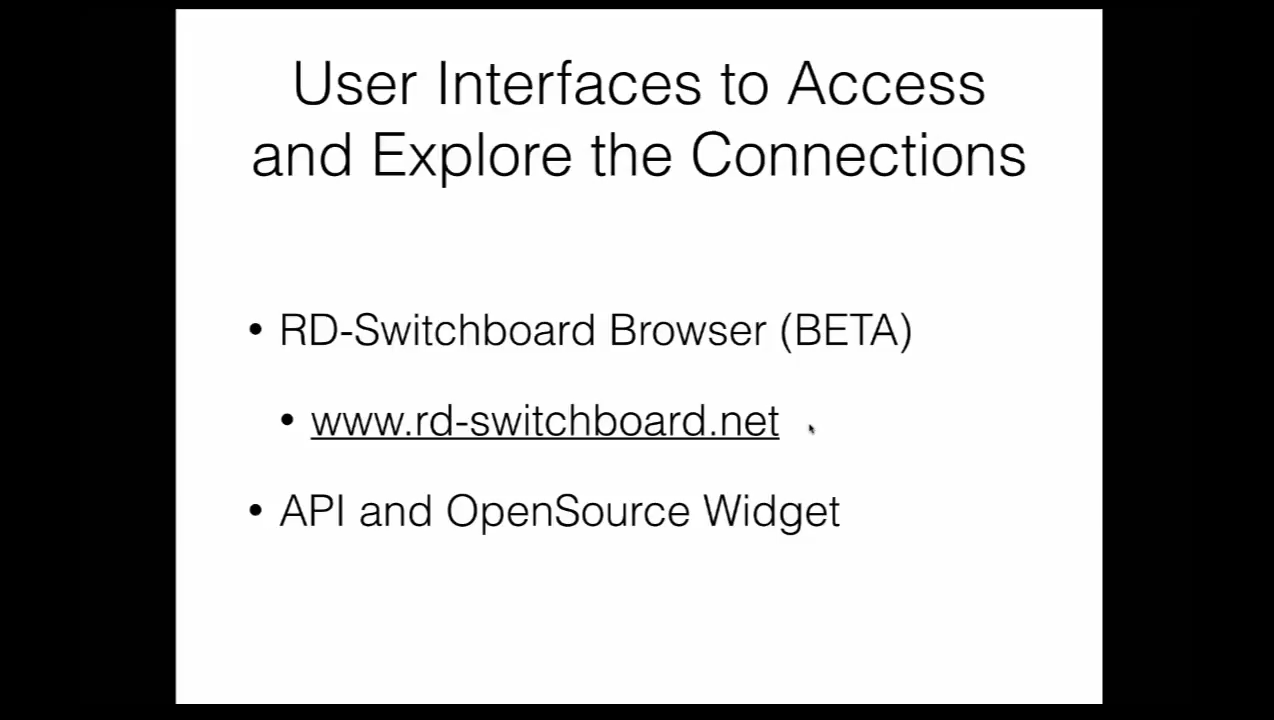 User Interfaces to Access
and Explore the Connections
• RD-Switchboard Browser (BETA)
• www.rd-switchboard.net
• API and OpenSource Widget